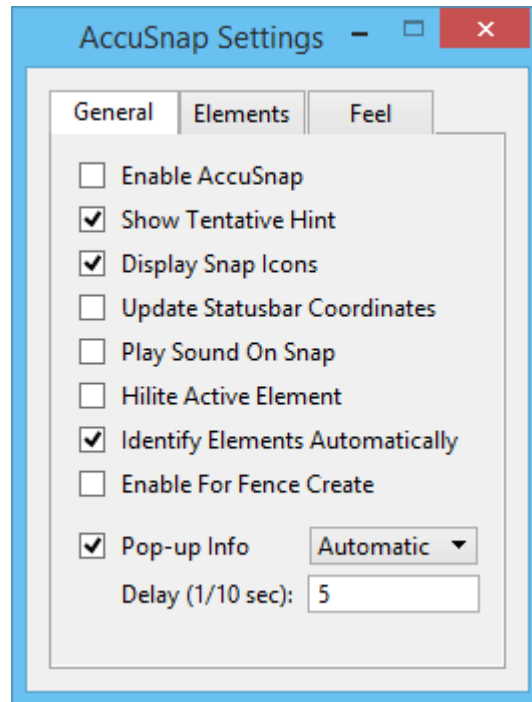 AccuSnap Settings
General Elements Feel
Enable AccuSnap
Show Tentative Hint
Display Snap Icons
Update Statusbar Coordinates
Play Sound On Snap
Hilite Active Element
Identify Elements Automatically
Enable For Fence Create
Pop-up Info Automatic
Delay (1/10 sec): 5